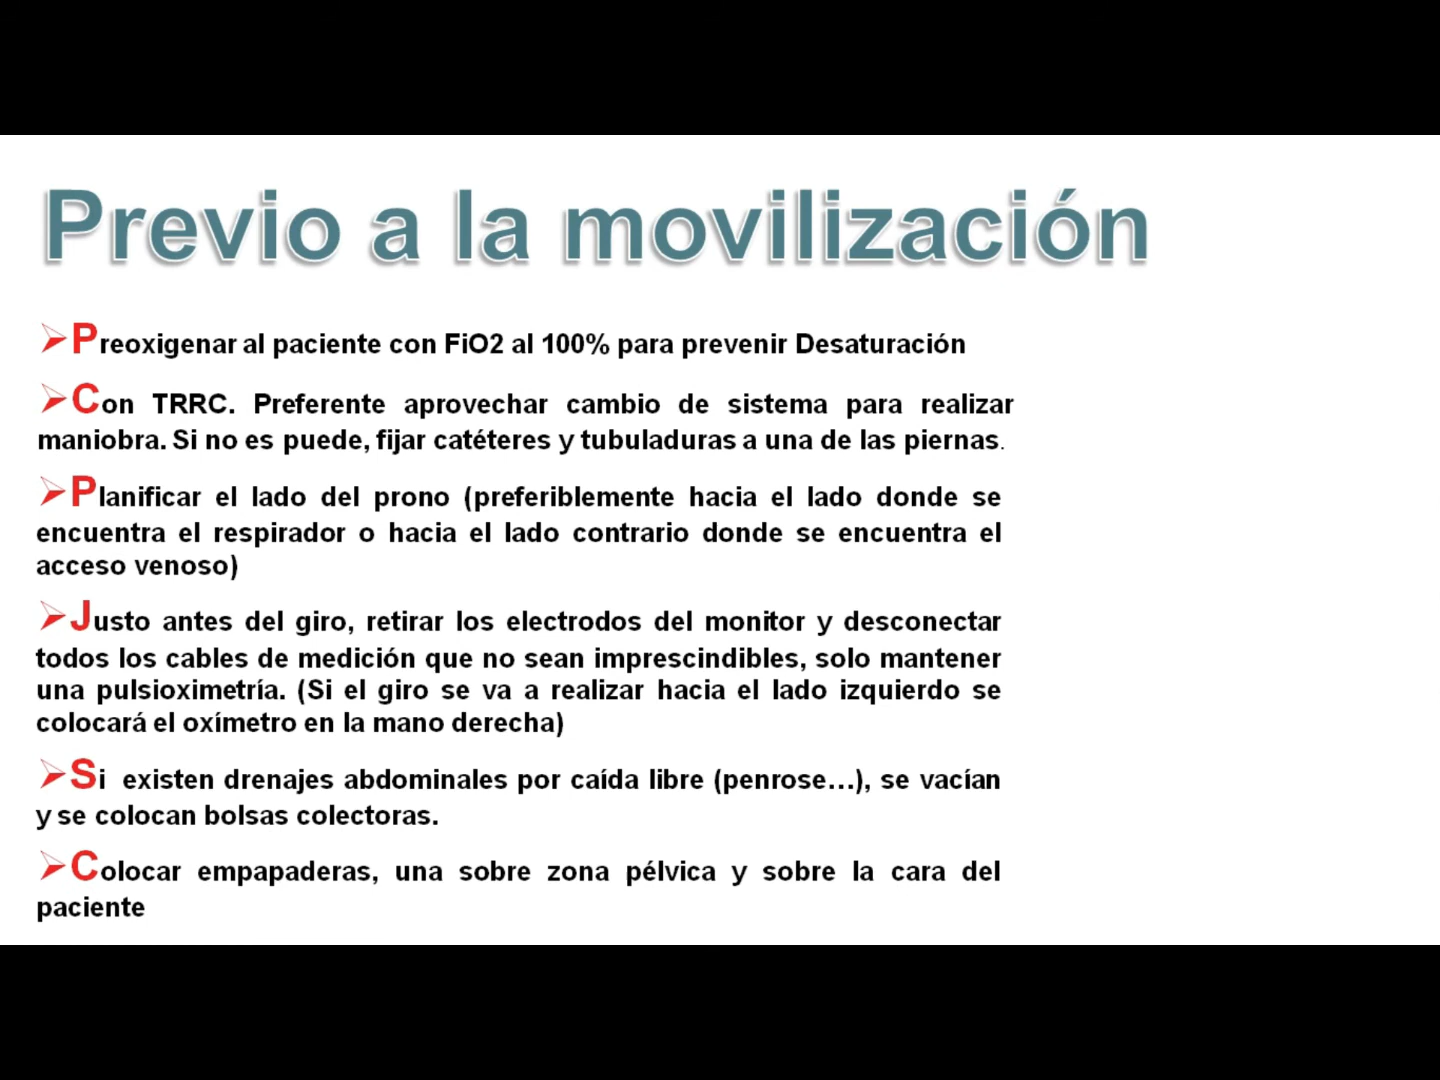 Previo a la movilización
➢Preoxigenar al paciente con FiO2 al 100% para prevenir Desaturación
➢Con TRRC. Preferente aprovechar cambio de sistema para realizar
maniobra. Si no es puede, fijar catéteres y tubuladuras a una de las piernas.
➢Planificar el lado del prono (preferiblemente hacia el lado donde se
encuentra el respirador o hacia el lado contrario donde se encuentra el
acceso venoso)
➢Justo antes del giro, retirar los electrodos del monitor y desconectar
todos los cables de medición que no sean imprescindibles, solo mantener
una pulsioximetría. (Si el giro se va a realizar hacia el lado izquierdo se
colocará el oxímetro en la mano derecha)
➢Si existen drenajes abdominales por caída libre (penrose...), se vacían
y se colocan bolsas colectoras.
➢Colocar empapaderas, una sobre zona pélvica y sobre la cara del
paciente